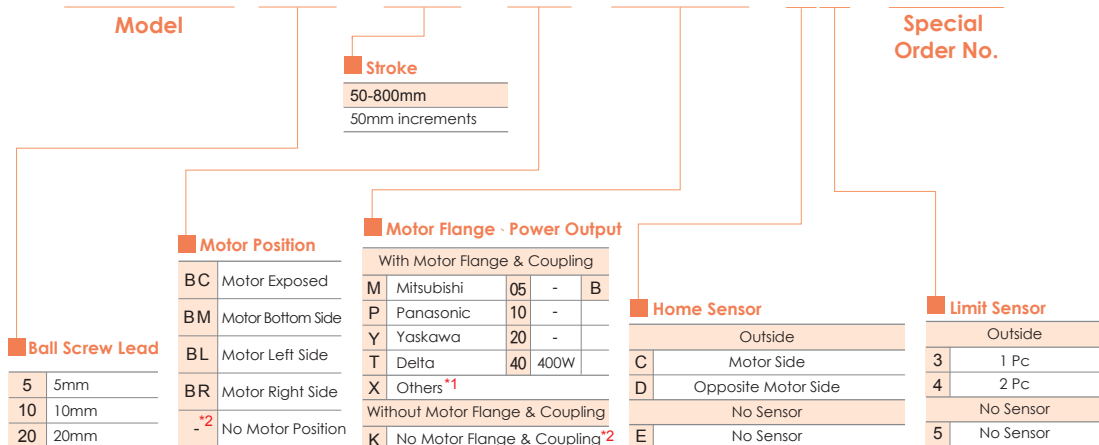 Model
Special
Order No.
Stroke
50-800mm
50mm increments
Motor Flange、Power Output
With Motor Flange & Coupling
M Mitsubishi 05 - B
P Panasonic 10 -
Y Yaskawa 20 -
T Delta 40 400W
X Others*1
Without Motor Flange & Coupling
K No Motor Flange & Coupling*2
Motor Position
BC Motor Exposed
BM Motor Bottom Side
BL Motor Left Side
BR Motor Right Side
-*2 No Motor Position
Home Sensor
Outside
C Motor Side
D Opposite Motor Side
No Sensor
E No Sensor
Limit Sensor
Outside
3 1 Pc
4 2 Pc
No Sensor
5 No Sensor
Ball Screw Lead
5 5mm
10 10mm
20 20mm